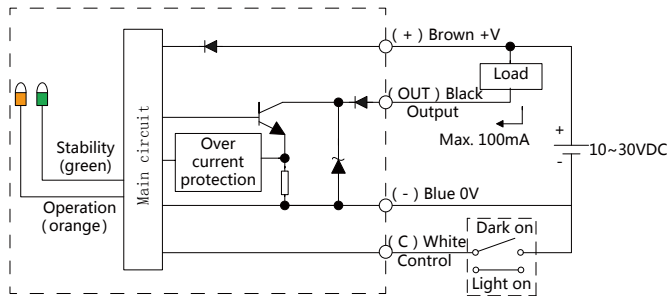 ( + ) Brown +V
Load
(OUT ) Black
Output
Max. 100mA
+
-
10~30VDC
Stability
(green)
Operation
(orange)
Main circuit
Over
current
protection
( - ) Blue 0V
(C ) White
Control
Dark on
Light on